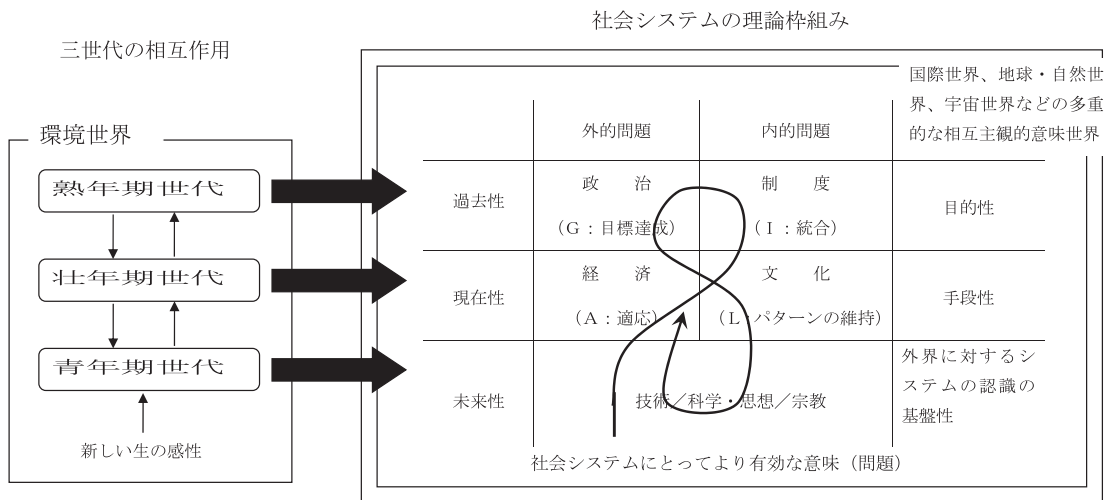 社会システムの理論枠組み
三世代の相互作用
環境世界
熟年期世代
壮年期世代
青年期世代
新しい生の感性
国際世界、地球・自然世
界、宇宙世界などの多重
的な相互主観的意味世界
外的問題
内的問題
過去性
政　治
(G：目標達成)
制　度
(I：統合)
目的性
現在性
経　済
(A：適応)
文　化
(L：パターンの維持)
手段性
未来性
技術／科学・思想／宗教
外界に対するシ
ステムの認識の
基盤性
社会システムにとってより有効な意味（問題）